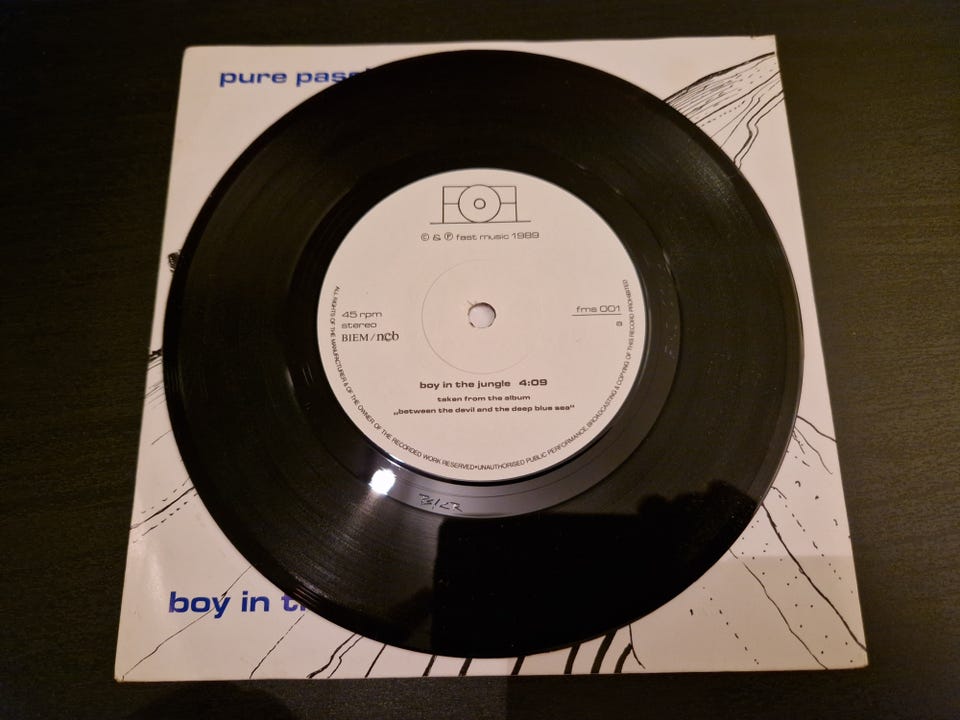 pure pass
© & ℗ fast music 1989
45 rpm
stereo
BIEM/ncb
fms 001
a
boy in the jungle 4:09
taken from the album
„between the devil and the deep blue sea"
ALL RIGHTS OF THE MANUFACTURER & OF THE OWNER OF THE RECORDED WORK RESERVED•UNAUTHORISED PUBLIC PERFORMANCE, BROADCASTING & COPYING OF THIS RECORD PROHIBITED
boy in t